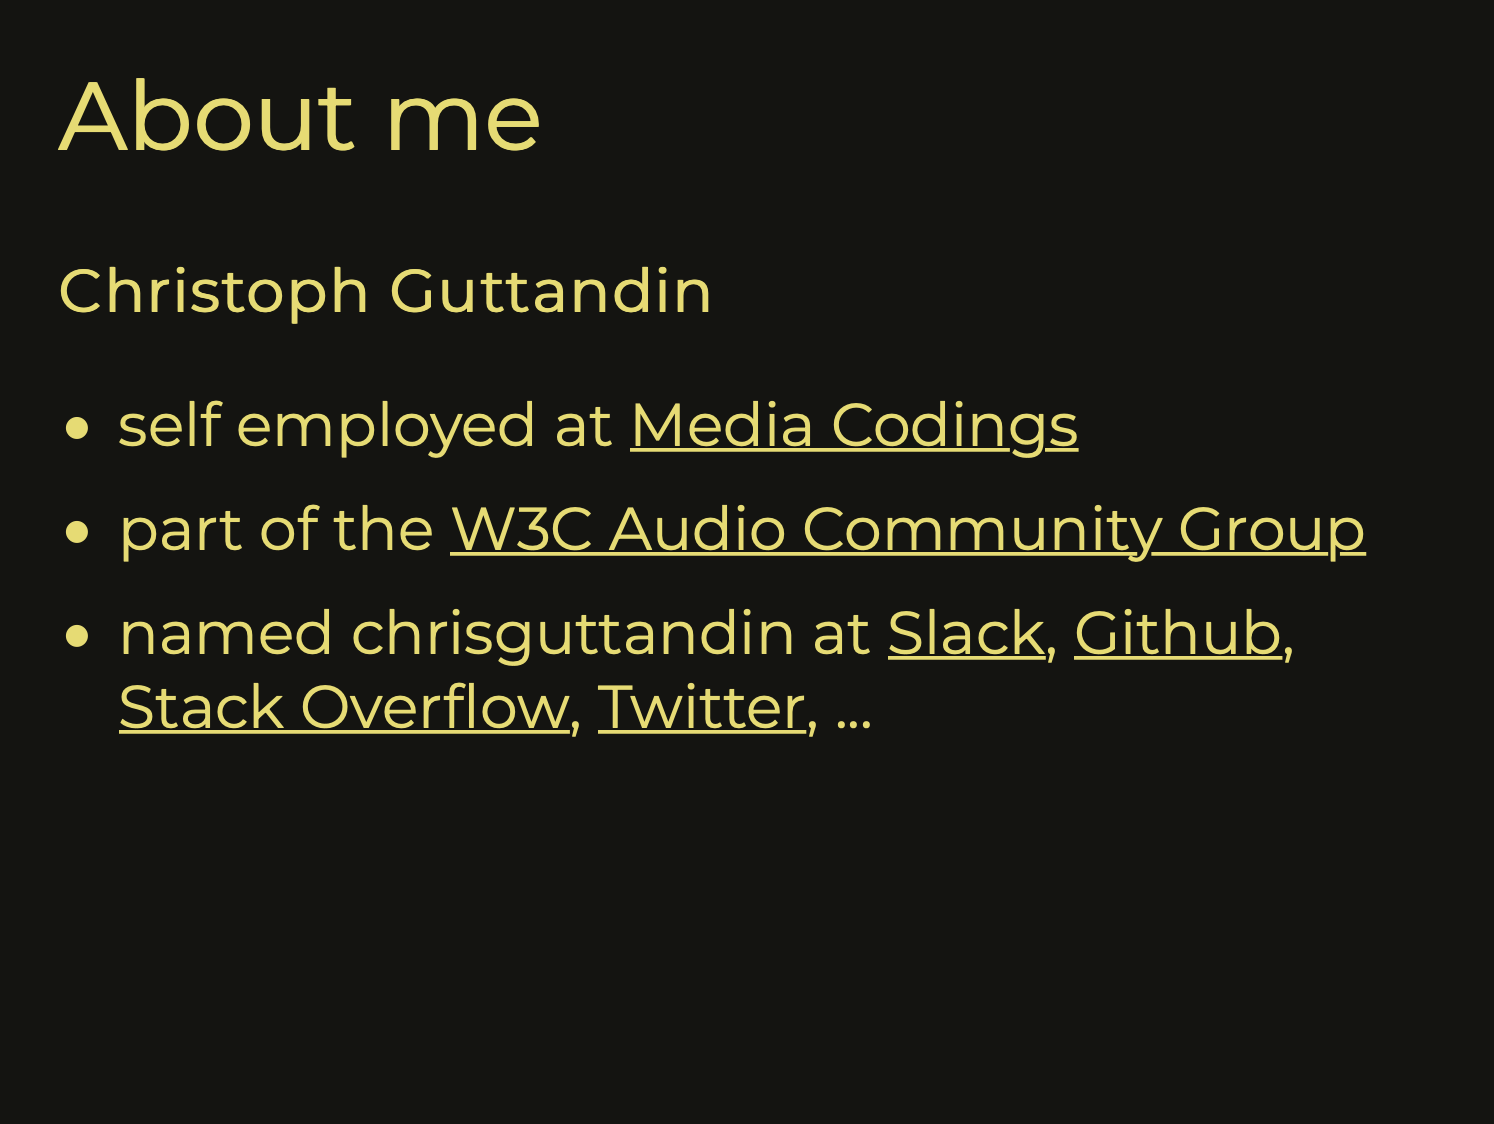 About me
Christoph Guttandin
• self employed at Media Codings
• part of the W3C Audio Community Group
• named chrisguttandin at Slack, Github,
Stack Overflow, Twitter, ...